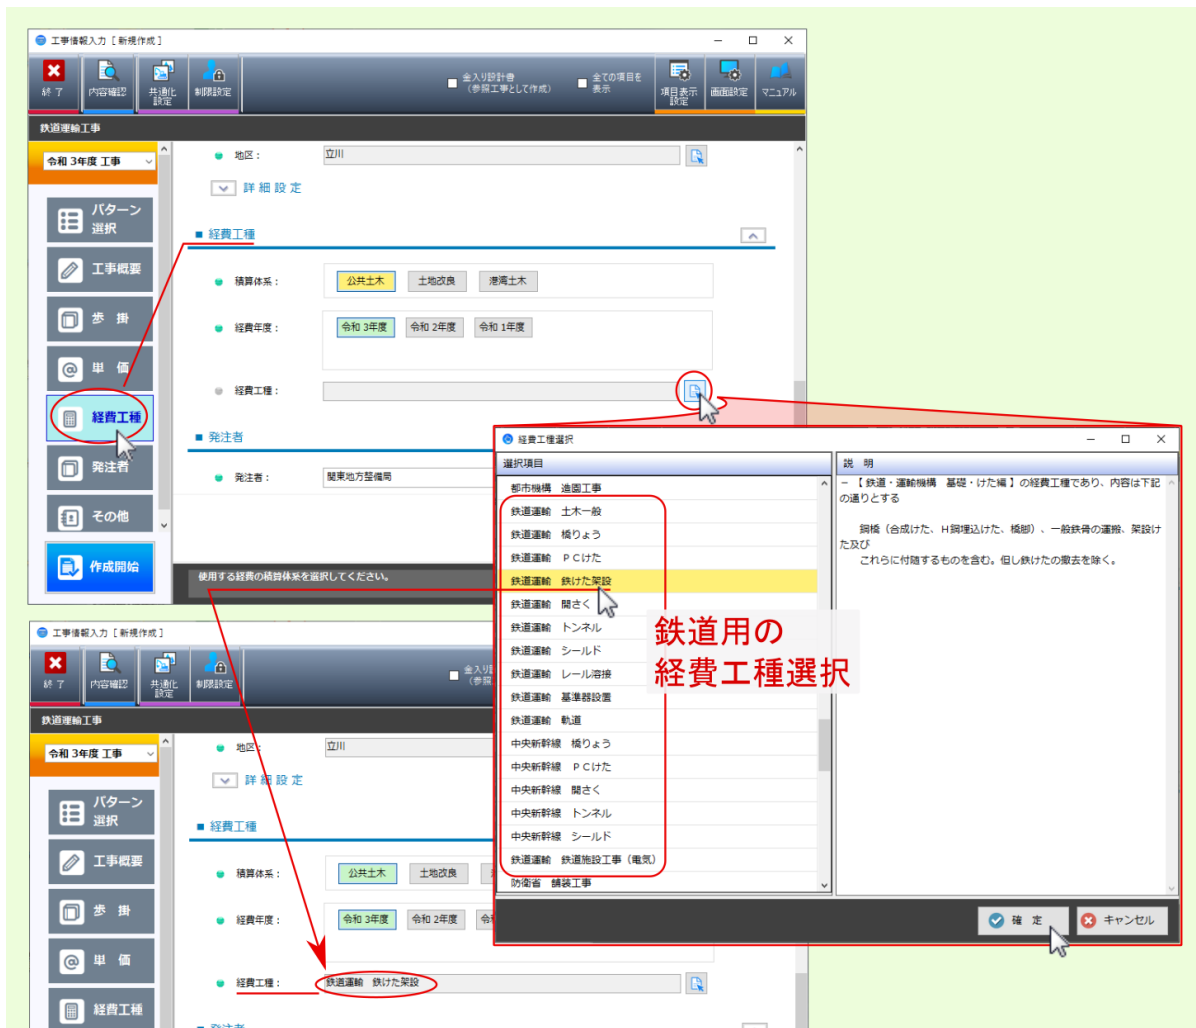 工事情報入力 [ 新規作成 ]
終 了
内容確認
共通化
設定
制限設定
金入り設計書
（参照工事として作成）
全ての項目を
表示
項目表示
設定
画面設定
マニュアル
鉄道運輸工事
令和 3年度 工事
パターン
選択
工事概要
歩 掛
単 価
経費工種
発注者
その他
作成開始
地区：
立川
詳 細 設 定
■ 経費工種
積算体系：
公共土木
土地改良
港湾土木
経費年度：
令和 3年度
令和 2年度
令和 1年度
経費工種：
■ 発注者
発注者：
関東地方整備局
使用する経費の積算体系を選択してください。
経費工種選択
選択項目
都市機構 造園工事
鉄道運輸 土木一般
鉄道運輸 橋りょう
鉄道運輸 ＰＣけた
鉄道運輸 鉄けた架設
鉄道運輸 開さく
鉄道運輸 トンネル
鉄道運輸 シールド
鉄道運輸 レール溶接
鉄道運輸 基準器設置
鉄道運輸 軌道
中央新幹線 橋りょう
中央新幹線 ＰＣけた
中央新幹線 開さく
中央新幹線 トンネル
中央新幹線 シールド
鉄道運輸 鉄道施設工事（電気）
防衛省 舗装工事
説 明
－【 鉄道・運輸機構 基礎・けた編 】の経費工種であり、内容は下記
の通りとする
鋼橋（合成けた、Ｈ鋼埋込けた、橋脚）、一般鉄骨の運搬、架設け
た及び
これらに付随するものを含む。但し鉄けたの撤去を除く。
確 定
キャンセル
鉄道用の
経費工種選択
工事情報入力 [ 新規作成 ]
終 了
内容確認
共通化
設定
制限設定
金入り
（参照
鉄道運輸工事
令和 3年度 工事
パターン
選択
工事概要
歩 掛
単 価
経費工種
地区：
立川
詳 細 設 定
■ 経費工種
積算体系：
公共土木
土地改良
経費年度：
令和 3年度
令和 2年度
経費工種：
鉄道運輸 鉄けた架設
■ 発注者